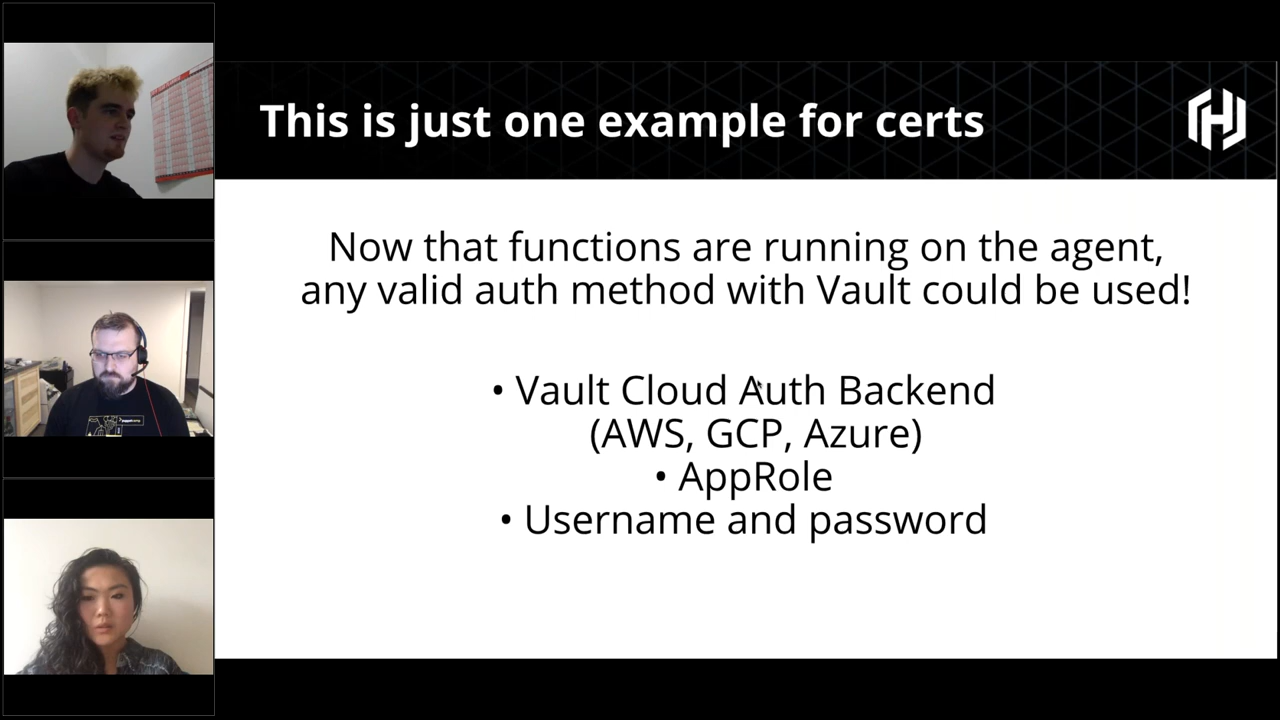 This is just one example for certs
Now that functions are running on the agent,
any valid auth method with Vault could be used!
• Vault Cloud Auth Backend
(AWS, GCP, Azure)
• AppRole
• Username and password